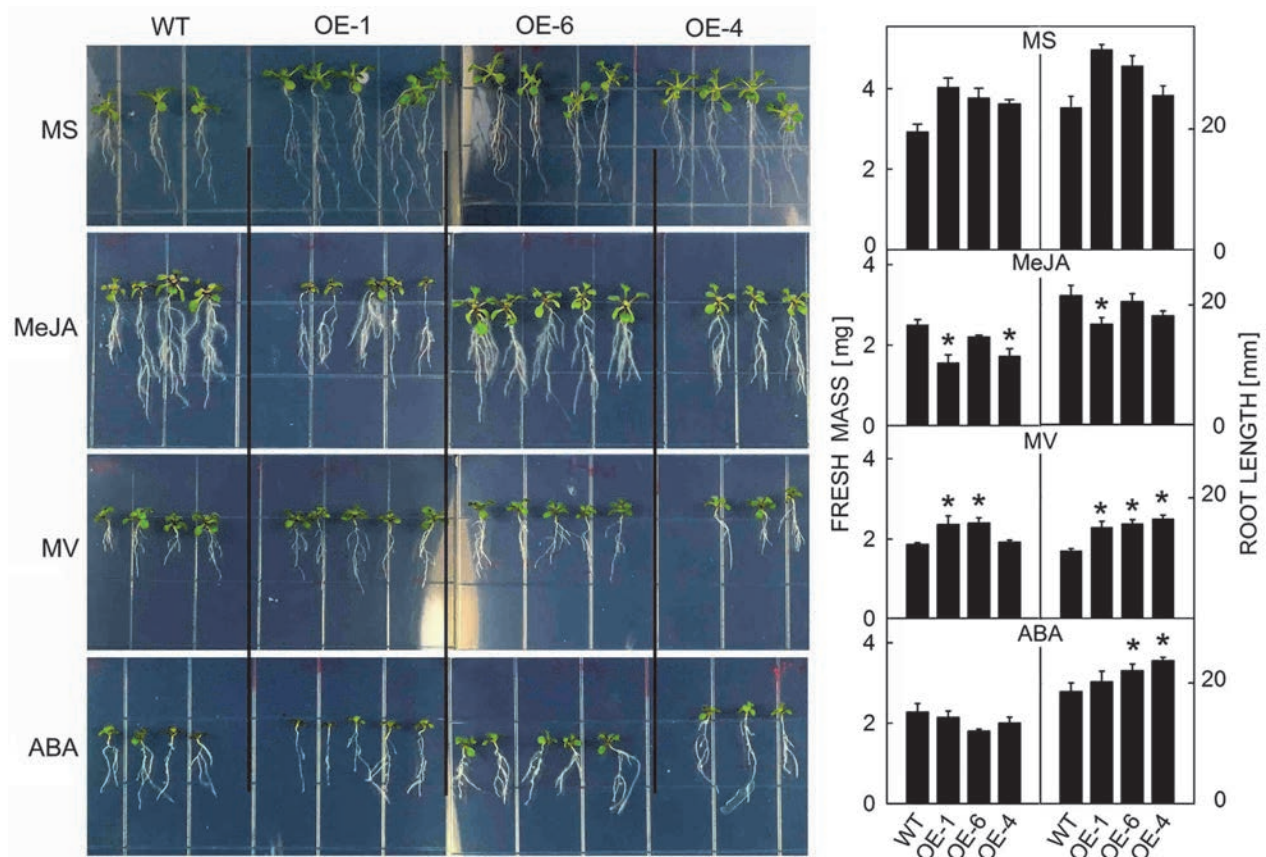 WT OE-1 OE-6 OE-4
MS
MeJA
MV
ABA
FRESH MASS [mg]
MS
4
2
0
20
0
MeJA
4
2
0
20
0
MV
* * * * *
4
2
0
20
ABA
* *
4
2
0
20
0
* * *
WT OE-1 OE-6 OE-4 WT OE-1 OE-6 OE-4
ROOT LENGTH [mm]